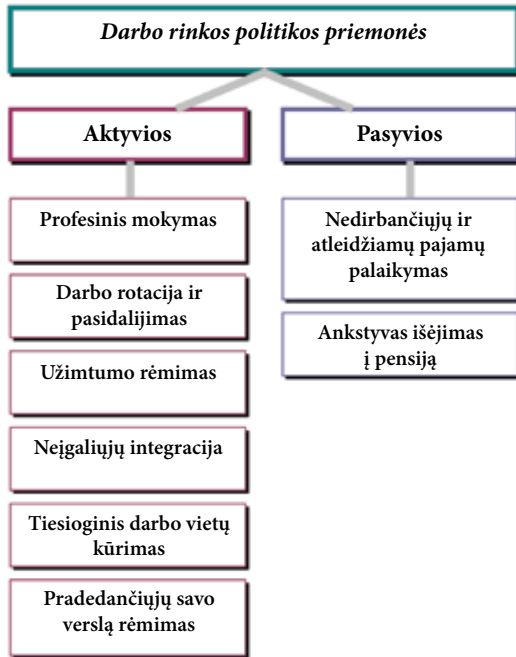 Darbo rinkos politikos priemonės
Aktyvios
Profesinis mokymas
Darbo rotacija ir
pasidalijimas
Užimtumo rėmimas
Neįgaliųjų integracija
Tiesioginis darbo vietų
kūrimas
Pradedančiųjų savo
verslą rėmimas
Pasyvios
Nedirbančiųjų ir
atleidžiamų pajamų
palaikymas
Ankstyvas išėjimas
į pensiją